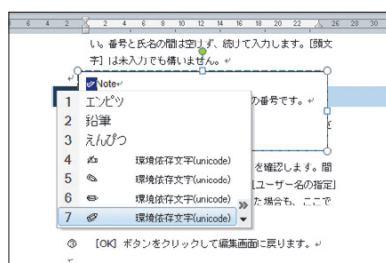 6 4 2 2 4 6 8 10 12 14 16 18 20 22 26 28 30
い。番号と氏名の間は空けず、続けて入力します。[頭文
字] は未入力でも構いません。
Note
1 エンピツ
の番号です。
2 鉛筆
3 えんぴつ
を
4 ✍ 環境依存文字(unicode)
を確認します。間
5 ✎ 環境依存文字(unicode)
[ユーザー名の指定]
6 ✏ 環境依存文字(unicode)
た場合も、ここで
7 ✐ 環境依存文字(unicode)
③ [OK] ボタンをクリックして編集画面に戻ります。